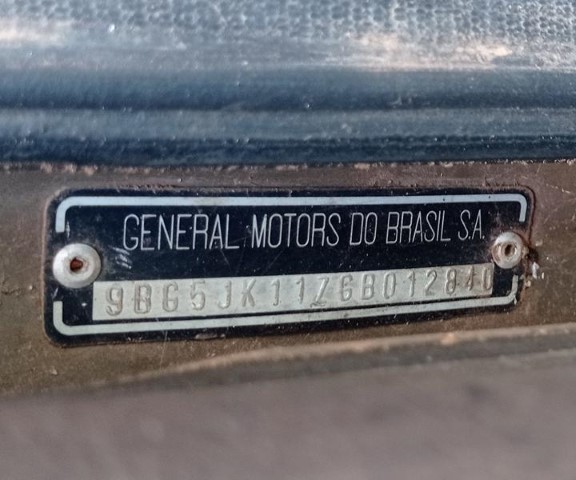 GENERAL MOTORS DO BRASIL S.A.
9BG5JK11ZGB012840